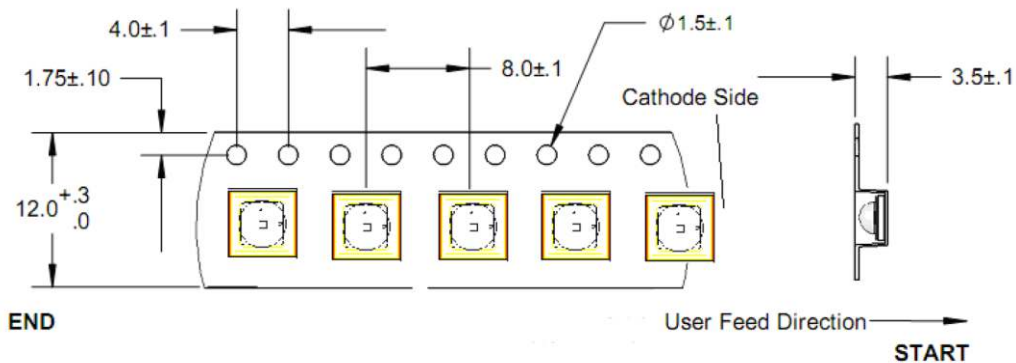 4.0±.1
Ø1.5±.1
1.75±.10
8.0±.1
3.5±.1
Cathode Side
12.0 +.3
.0
END
User Feed Direction
START